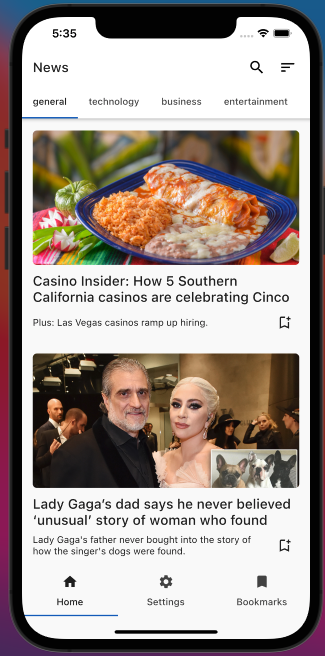 5:35
News
general technology business entertainment
Casino Insider: How 5 Southern
California casinos are celebrating Cinco
Plus: Las Vegas casinos ramp up hiring.
Lady Gaga's dad says he never believed
‘unusual’ story of woman who found
Lady Gaga's father never bought into the story of
how the singer's dogs were found.
Home Settings Bookmarks